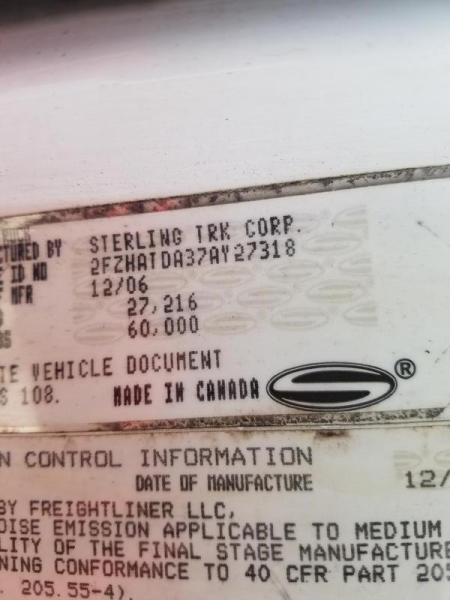 CTURED BY STERLING TRK CORP.
E ID NO 2FZHATDA37AY27318
F MFR 12/06
27,216
60,000
TE VEHICLE DOCUMENT
S 108. MADE IN CANADA ®
N CONTROL INFORMATION
DATE OF MANUFACTURE 12/
BY FREIGHTLINER LLC,
OISE EMISSION APPLICABLE TO MEDIUM
LITY OF THE FINAL STAGE MANUFACTURE
NING CONFORMANCE TO 40 CFR PART 205
. 205.55-4).